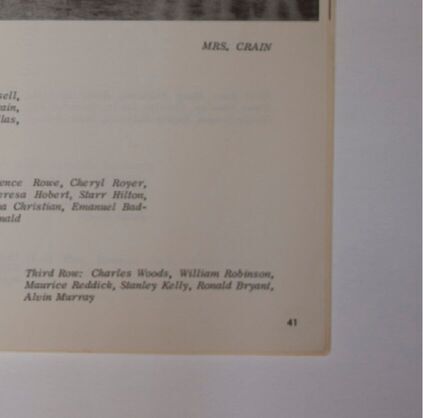 MRS. CRAIN
sell,
ain,
las,
ence Rowe, Cheryl Royer,
eresa Hobert, Starr Hilton,
a Christian, Emanuel Bad-
nald
Third Row: Charles Woods, William Robinson,
Maurice Reddick, Stanley Kelly, Ronald Bryant,
Alvin Murray
41